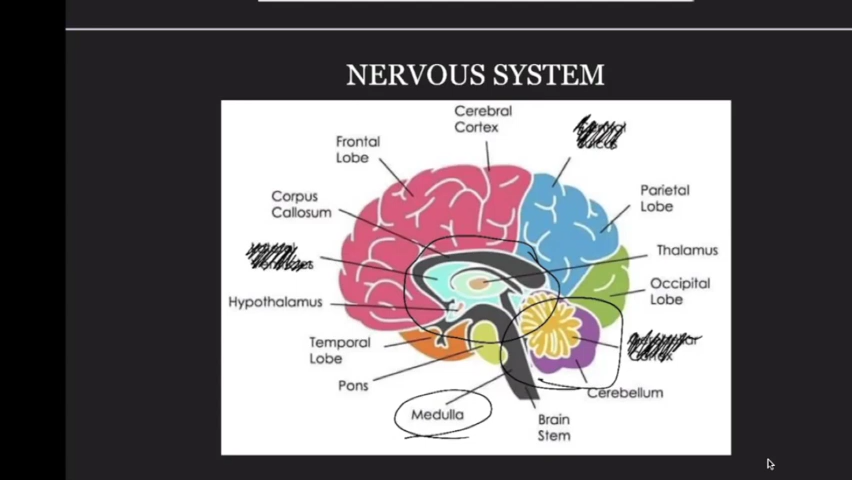 NERVOUS SYSTEM
Cerebral
Cortex
Frontal
Lobe
Corpus
Callosum
Parietal
Lobe
Thalamus
Occipital
Lobe
Hypothalamus
Temporal
Lobe
Pons
Cerebellum
Medulla
Brain
Stem